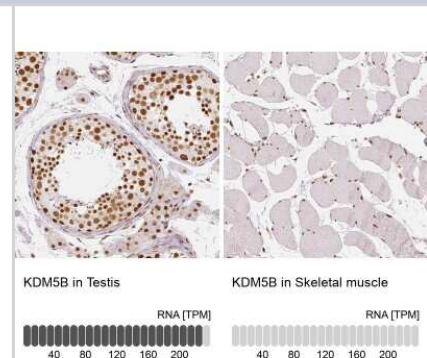 KDM5B in Testis
RNA [TPM]
40 80 120 160 200
KDM5B in Skeletal muscle
RNA [TPM]
40 80 120 160 200